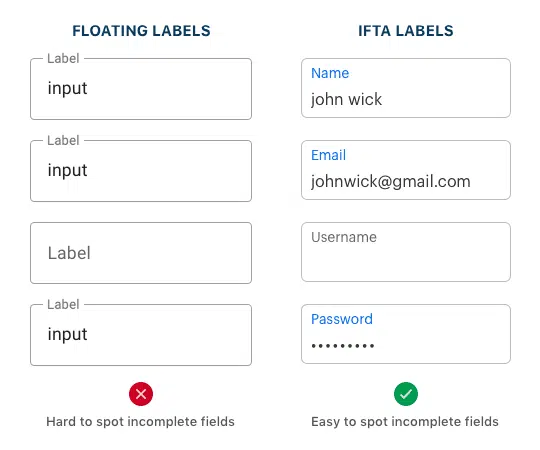 FLOATING LABELS
Label
input
Label
input
Label
Label
input
Hard to spot incomplete fields
IFTA LABELS
Name
john wick
Email
johnwick@gmail.com
Username
Password
•••••••••
Easy to spot incomplete fields